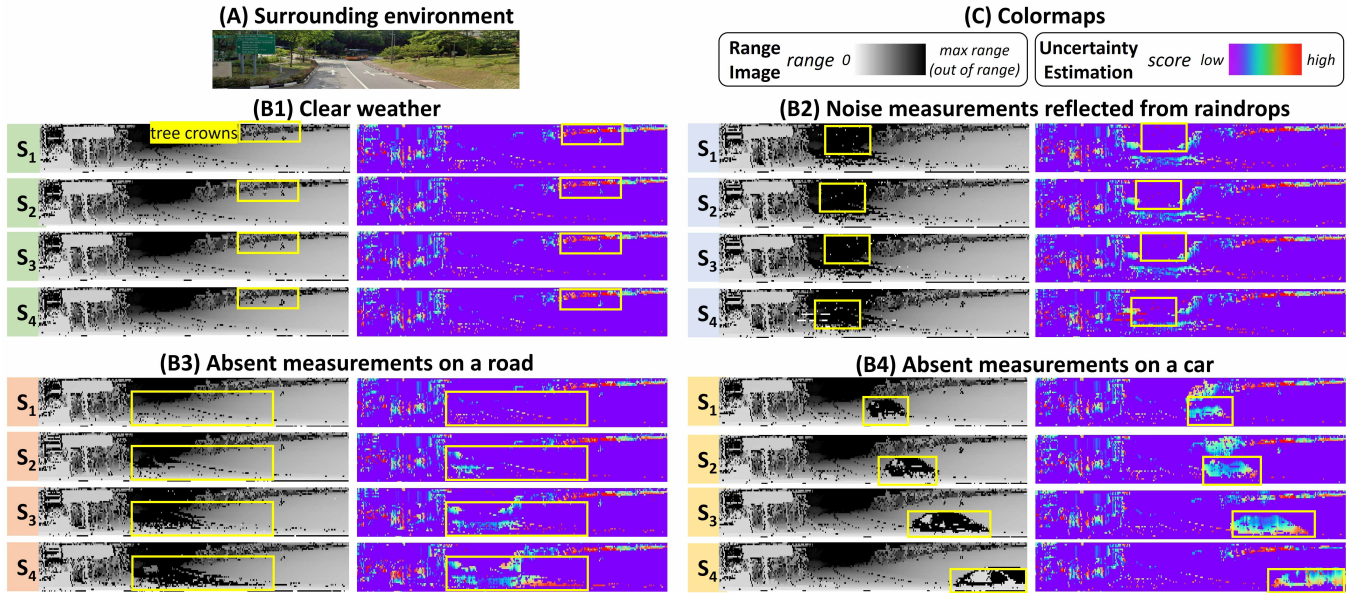 (A) Surrounding environment
(C) Colormaps
Range Image range 0 max range (out of range)
Uncertainty Estimation score low high
(B1) Clear weather
tree crowns
S1
S2
S3
S4
(B2) Noise measurements reflected from raindrops
S1
S2
S3
S4
(B3) Absent measurements on a road
S1
S2
S3
S4
(B4) Absent measurements on a car
S1
S2
S3
S4